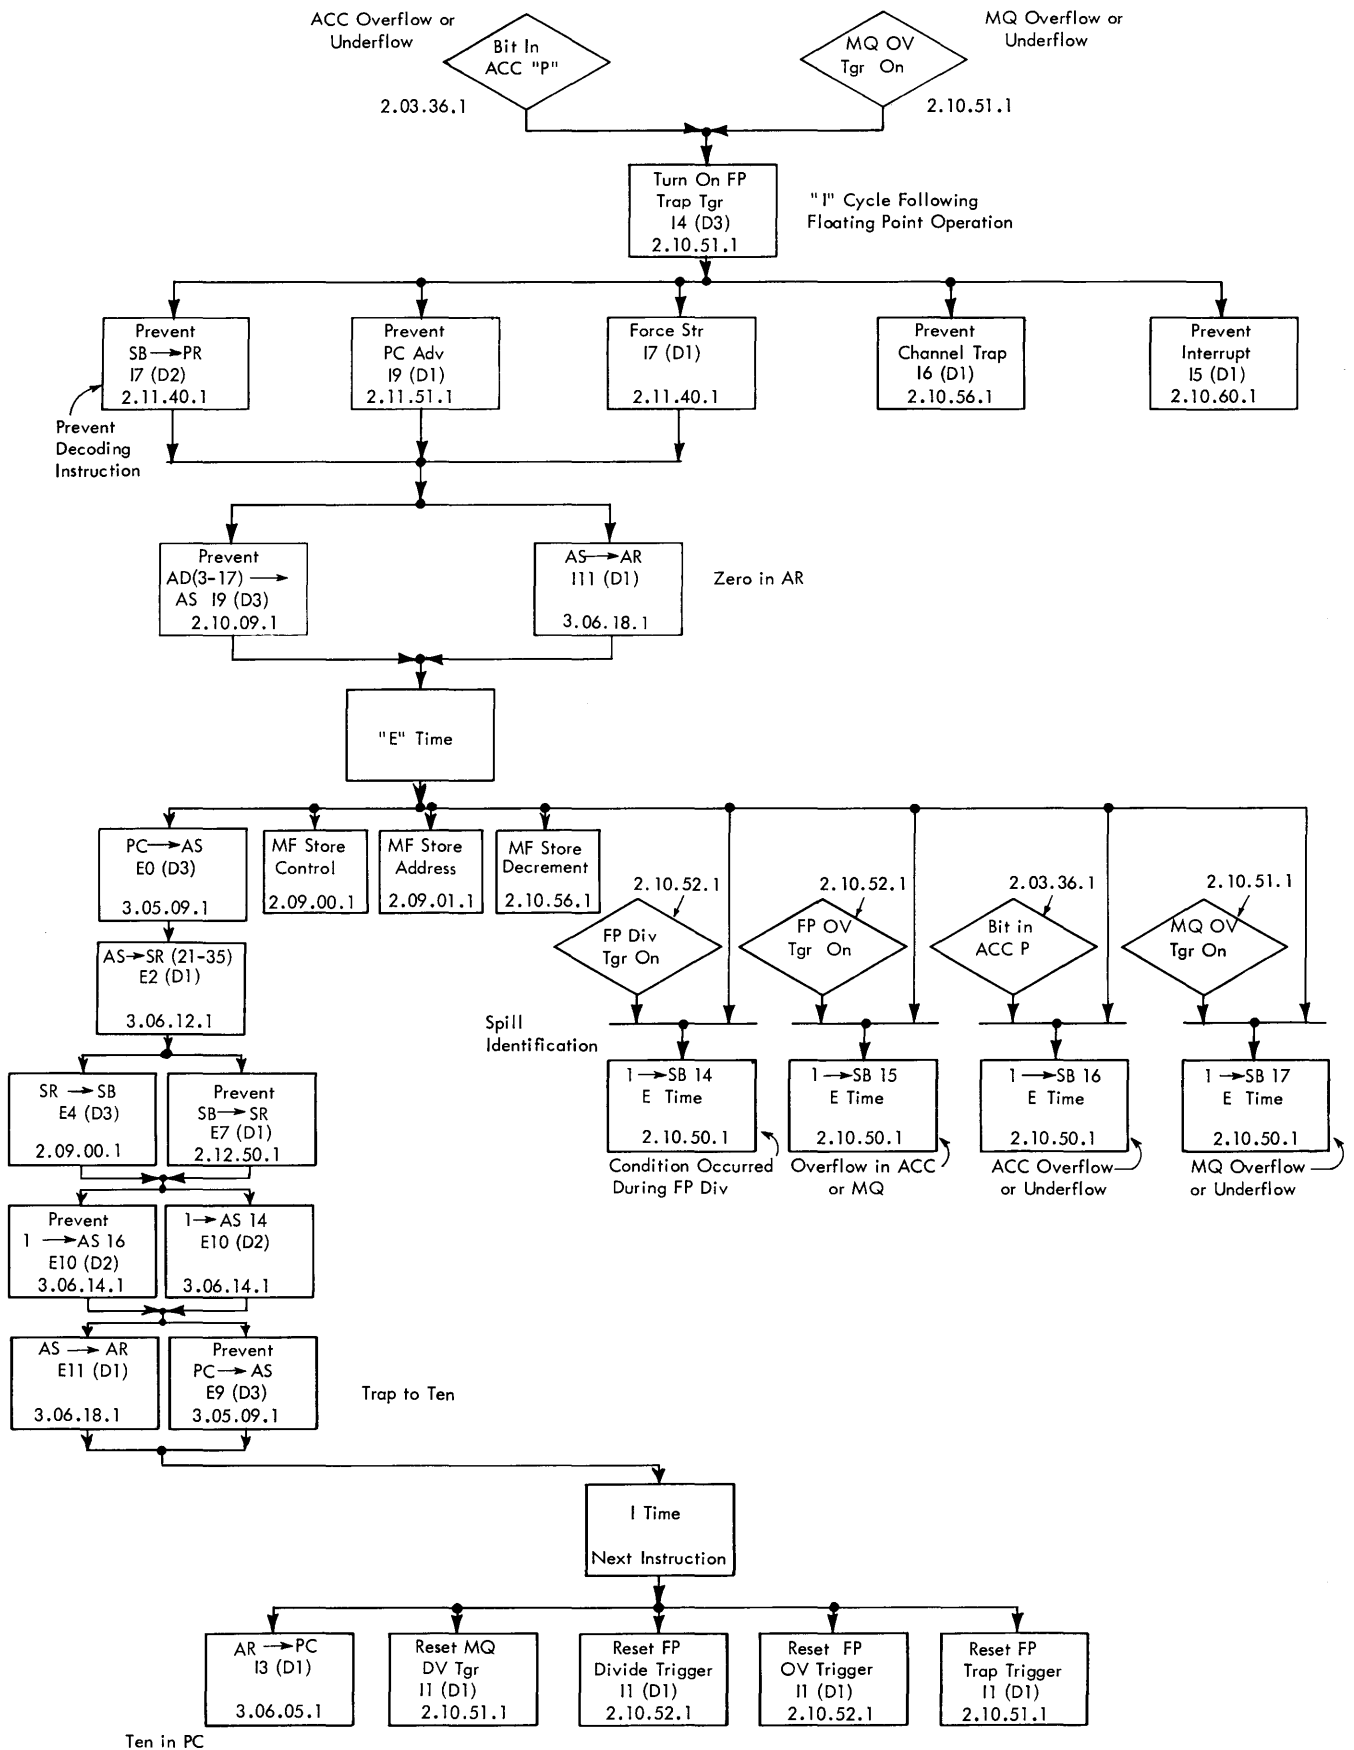 ACC Overflow or
Underflow
Bit In
ACC "P"
2.03.36.1
MQ OV
Tgr On
MQ Overflow or
Underflow
2.10.51.1
Turn On FP
Trap Tgr
I4 (D3)
2.10.51.1
"I" Cycle Following
Floating Point Operation
Prevent
SB → PR
I7 (D2)
2.11.40.1
Prevent
PC Adv
I9 (D1)
2.11.51.1
Force Str
I7 (D1)
2.11.40.1
Prevent
Channel Trap
I6 (D1)
2.10.56.1
Prevent
Interrupt
I5 (D1)
2.10.60.1
Prevent
Decoding
Instruction
Prevent
AD(3-17) →
AS I9 (D3)
2.10.09.1
AS → AR
I11 (D1)
3.06.18.1
Zero in AR
"E" Time
PC → AS
E0 (D3)
3.05.09.1
MF Store
Control
2.09.00.1
MF Store
Address
2.09.01.1
MF Store
Decrement
2.10.56.1
2.10.52.1
FP Div
Tgr On
2.10.52.1
FP OV
Tgr On
2.03.36.1
Bit in
ACC P
2.10.51.1
MQ OV
Tgr On
AS → SR (21-35)
E2 (D1)
3.06.12.1
Spill
Identification
1 → SB 14
E Time
2.10.50.1
1 → SB 15
E Time
2.10.50.1
1 → SB 16
E Time
2.10.50.1
1 → SB 17
E Time
2.10.50.1
Condition Occurred
During FP Div
Overflow in ACC
or MQ
ACC Overflow
or Underflow
MQ Overflow
or Underflow
SR → SB
E4 (D3)
2.09.00.1
Prevent
SB → SR
E7 (D1)
2.12.50.1
Prevent
1 → AS 16
E10 (D2)
3.06.14.1
1 → AS 14
E10 (D2)
3.06.14.1
AS → AR
E11 (D1)
3.06.18.1
Prevent
PC → AS
E9 (D3)
3.05.09.1
Trap to Ten
I Time
Next Instruction
AR → PC
I3 (D1)
3.06.05.1
Reset MQ
DV Tgr
I1 (D1)
2.10.51.1
Reset FP
Divide Trigger
I1 (D1)
2.10.52.1
Reset FP
OV Trigger
I1 (D1)
2.10.52.1
Reset FP
Trap Trigger
I1 (D1)
2.10.51.1
Ten in PC